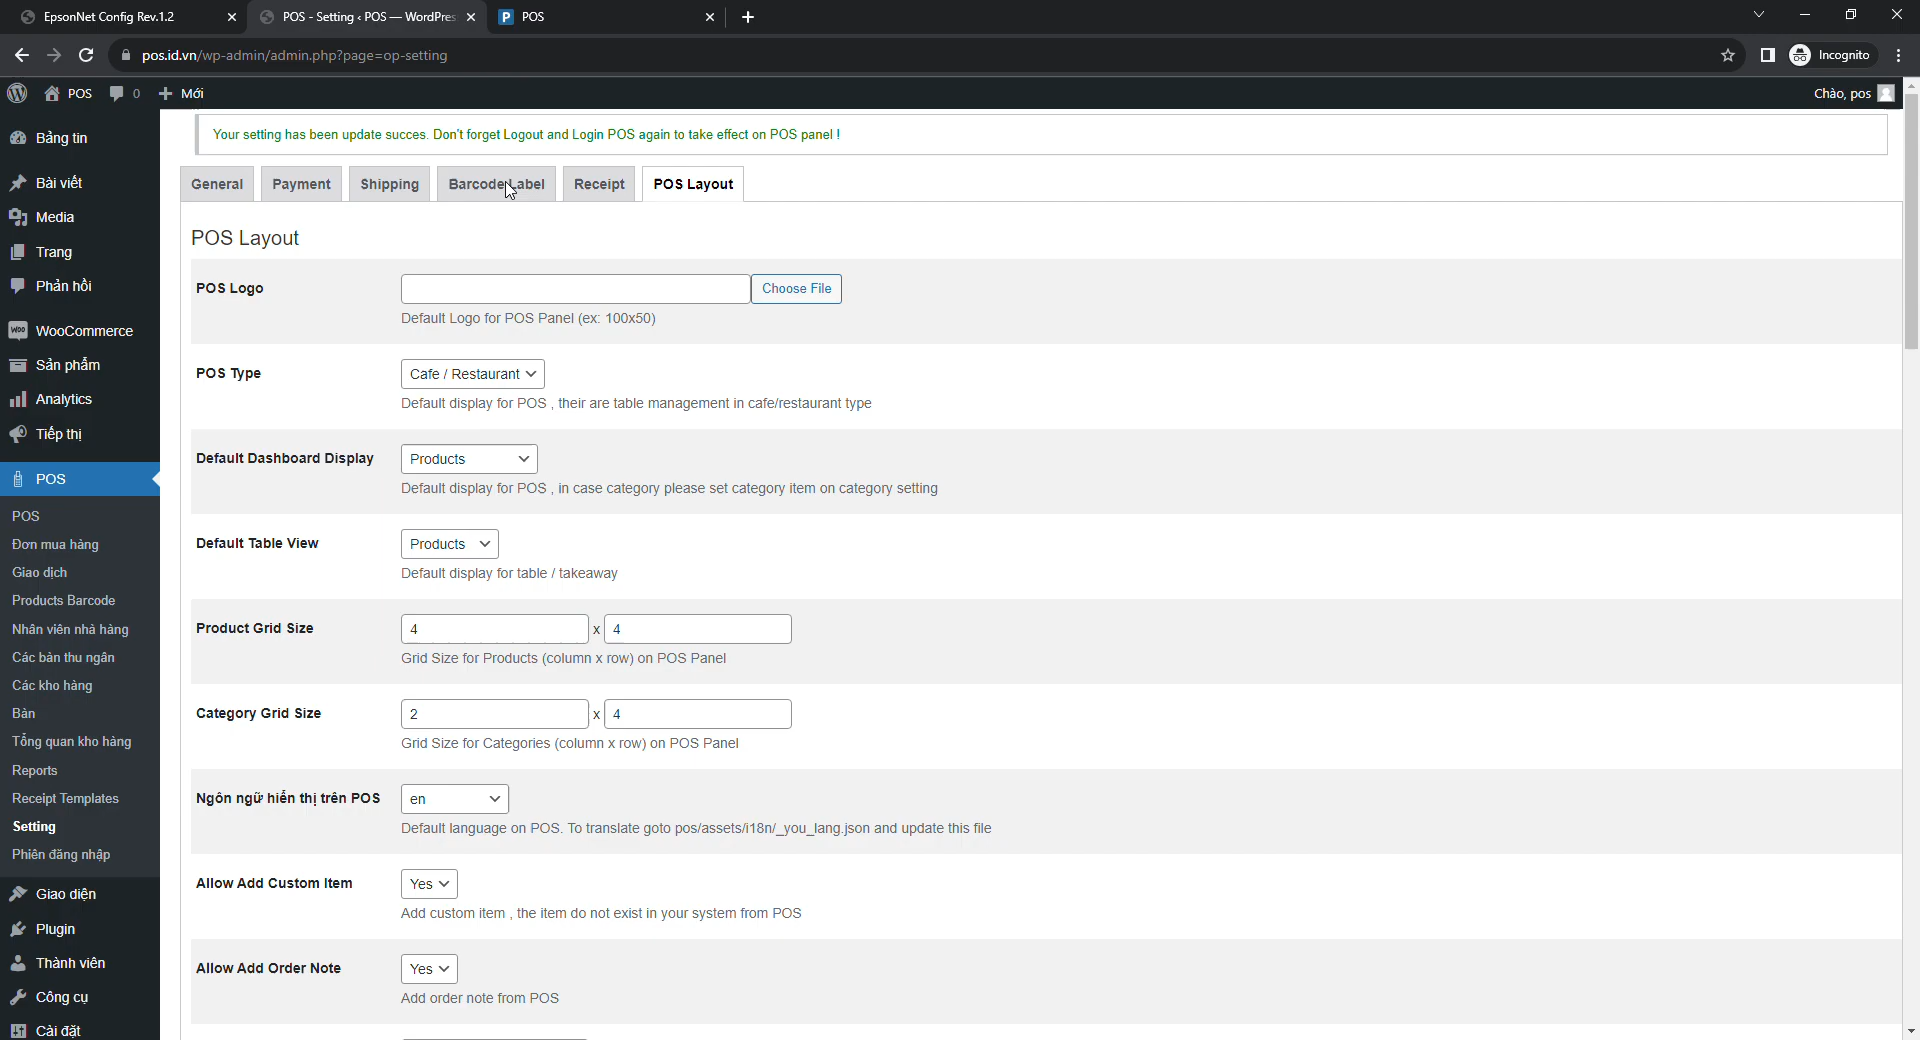 EpsonNet Config Rev.1.2
POS - Setting ‹ POS — WordPres
POS
pos.id.vn/wp-admin/admin.php?page=op-setting
Incognito
POS
0
Mới
Chào, pos
Bảng tin
Bài viết
Media
Trang
Phản hồi
WooCommerce
Sản phẩm
Analytics
Tiếp thị
POS
POS
Đơn mua hàng
Giao dịch
Products Barcode
Nhân viên nhà hàng
Các bàn thu ngân
Các kho hàng
Bàn
Tổng quan kho hàng
Reports
Receipt Templates
Setting
Phiên đăng nhập
Giao diện
Plugin
Thành viên
Công cụ
Cài đặt
Your setting has been update succes. Don't forget Logout and Login POS again to take effect on POS panel !
General
Payment
Shipping
Barcode Label
Receipt
POS Layout
POS Layout
POS Logo
Choose File
Default Logo for POS Panel (ex: 100x50)
POS Type
Cafe / Restaurant
Default display for POS , their are table management in cafe/restaurant type
Default Dashboard Display
Products
Default display for POS , in case category please set category item on category setting
Default Table View
Products
Default display for table / takeaway
Product Grid Size
4 x 4
Grid Size for Products (column x row) on POS Panel
Category Grid Size
2 x 4
Grid Size for Categories (column x row) on POS Panel
Ngôn ngữ hiển thị trên POS
en
Default language on POS. To translate goto pos/assets/i18n/_you_lang.json and update this file
Allow Add Custom Item
Yes
Add custom item , the item do not exist in your system from POS
Allow Add Order Note
Yes
Add order note from POS